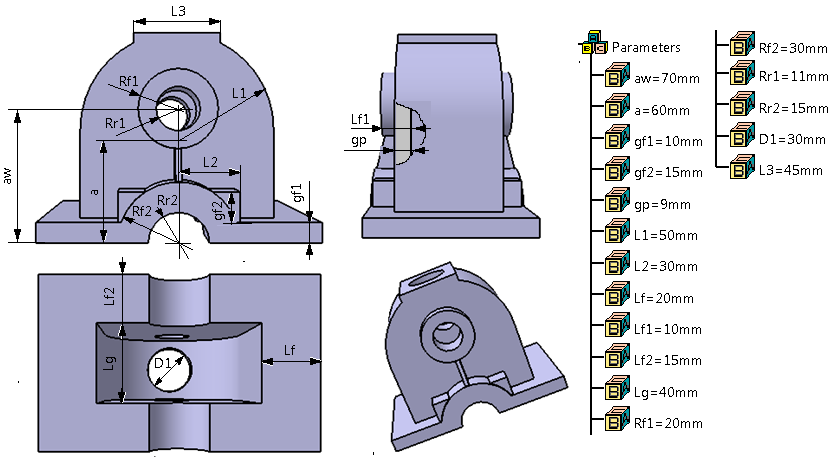 L3
Rf1
L1
Rr1
aw
a
L2
gf1
gf2
Rr2
Rf2
Lf1
gp
Lf2
Lg
D1
Lf
Parameters
aw=70mm
a=60mm
gf1=10mm
gf2=15mm
gp=9mm
L1=50mm
L2=30mm
Lf=20mm
Lf1=10mm
Lf2=15mm
Lg=40mm
Rf1=20mm
Rf2=30mm
Rr1=11mm
Rr2=15mm
D1=30mm
L3=45mm